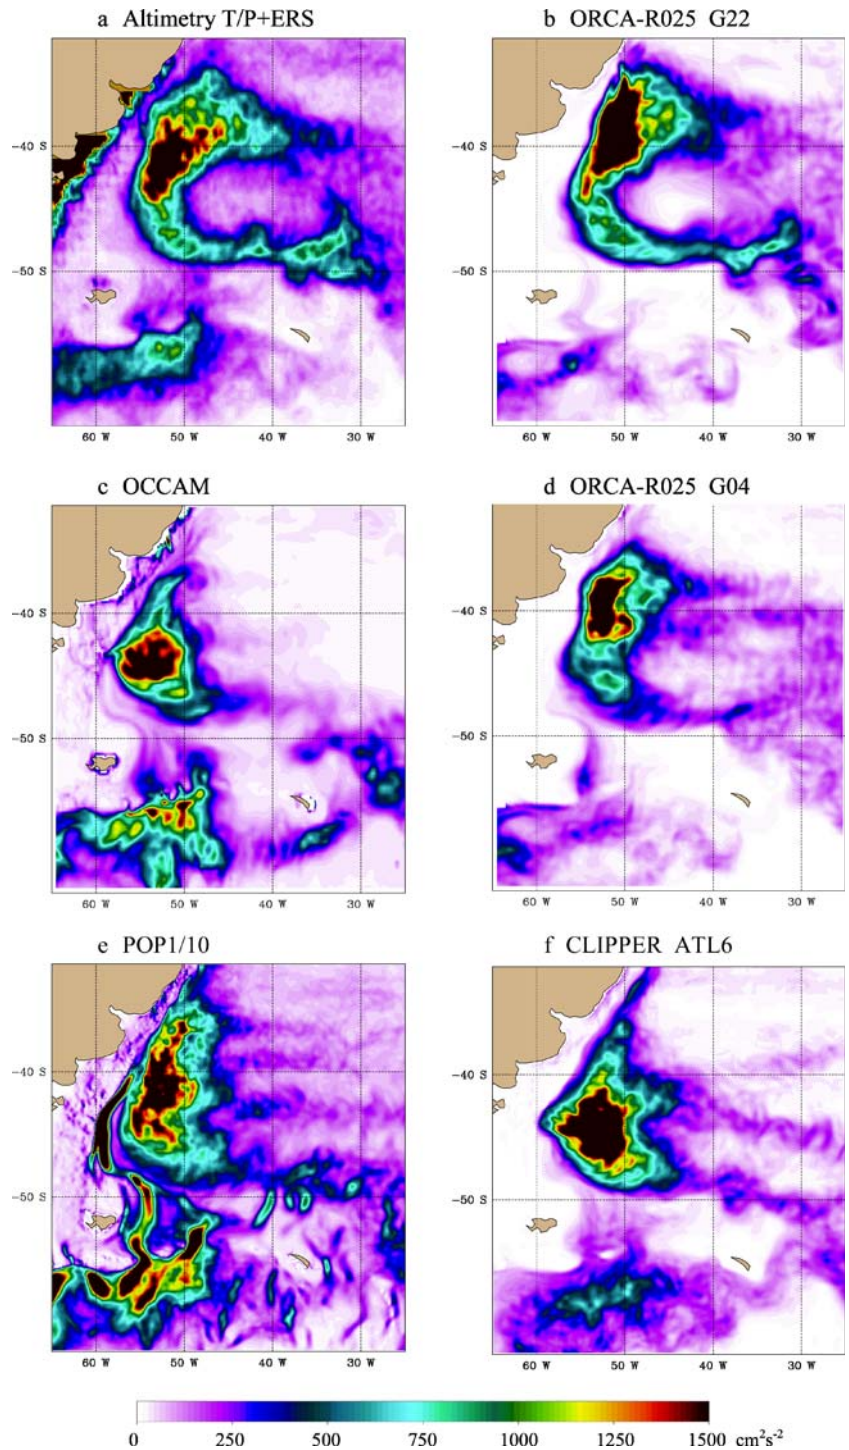 a Altimetry T/P+ERS
b ORCA-R025 G22
−40 S
−50 S
60 W 50 W 40 W 30 W
−40 S
−50 S
60 W 50 W 40 W 30 W
c OCCAM
d ORCA-R025 G04
−40 S
−50 S
60 W 50 W 40 W 30 W
−40 S
−50 S
60 W 50 W 40 W 30 W
e POP1/10
f CLIPPER ATL6
−40 S
−50 S
60 W 50 W 40 W 30 W
−40 S
−50 S
60 W 50 W 40 W 30 W
0 250 500 750 1000 1250 1500 cm²s⁻²